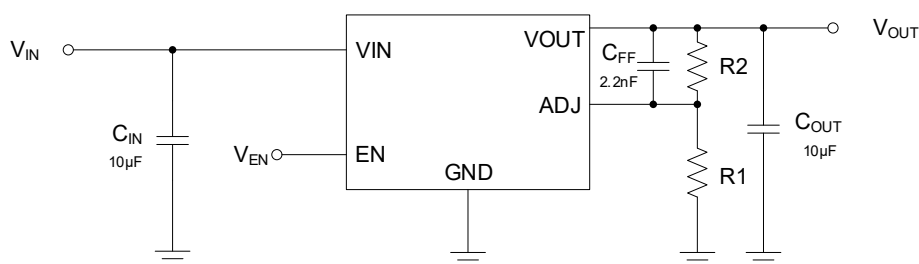 VIN
VIN
VOUT
VOUT
CFF
2.2nF
R2
ADJ
CIN
10μF
COUT
10μF
VEN
EN
GND
R1